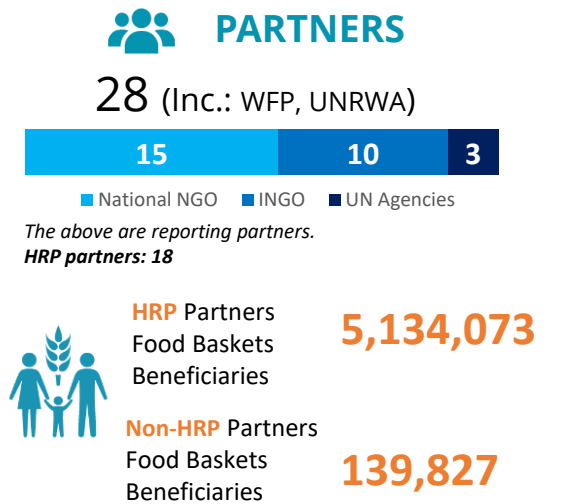 PARTNERS
28 (Inc.: WFP, UNRWA)
15 10 3
National NGO INGO UN Agencies
The above are reporting partners.
HRP partners: 18
HRP Partners
Food Baskets
Beneficiaries
5,134,073
Non-HRP Partners
Food Baskets
Beneficiaries
139,827